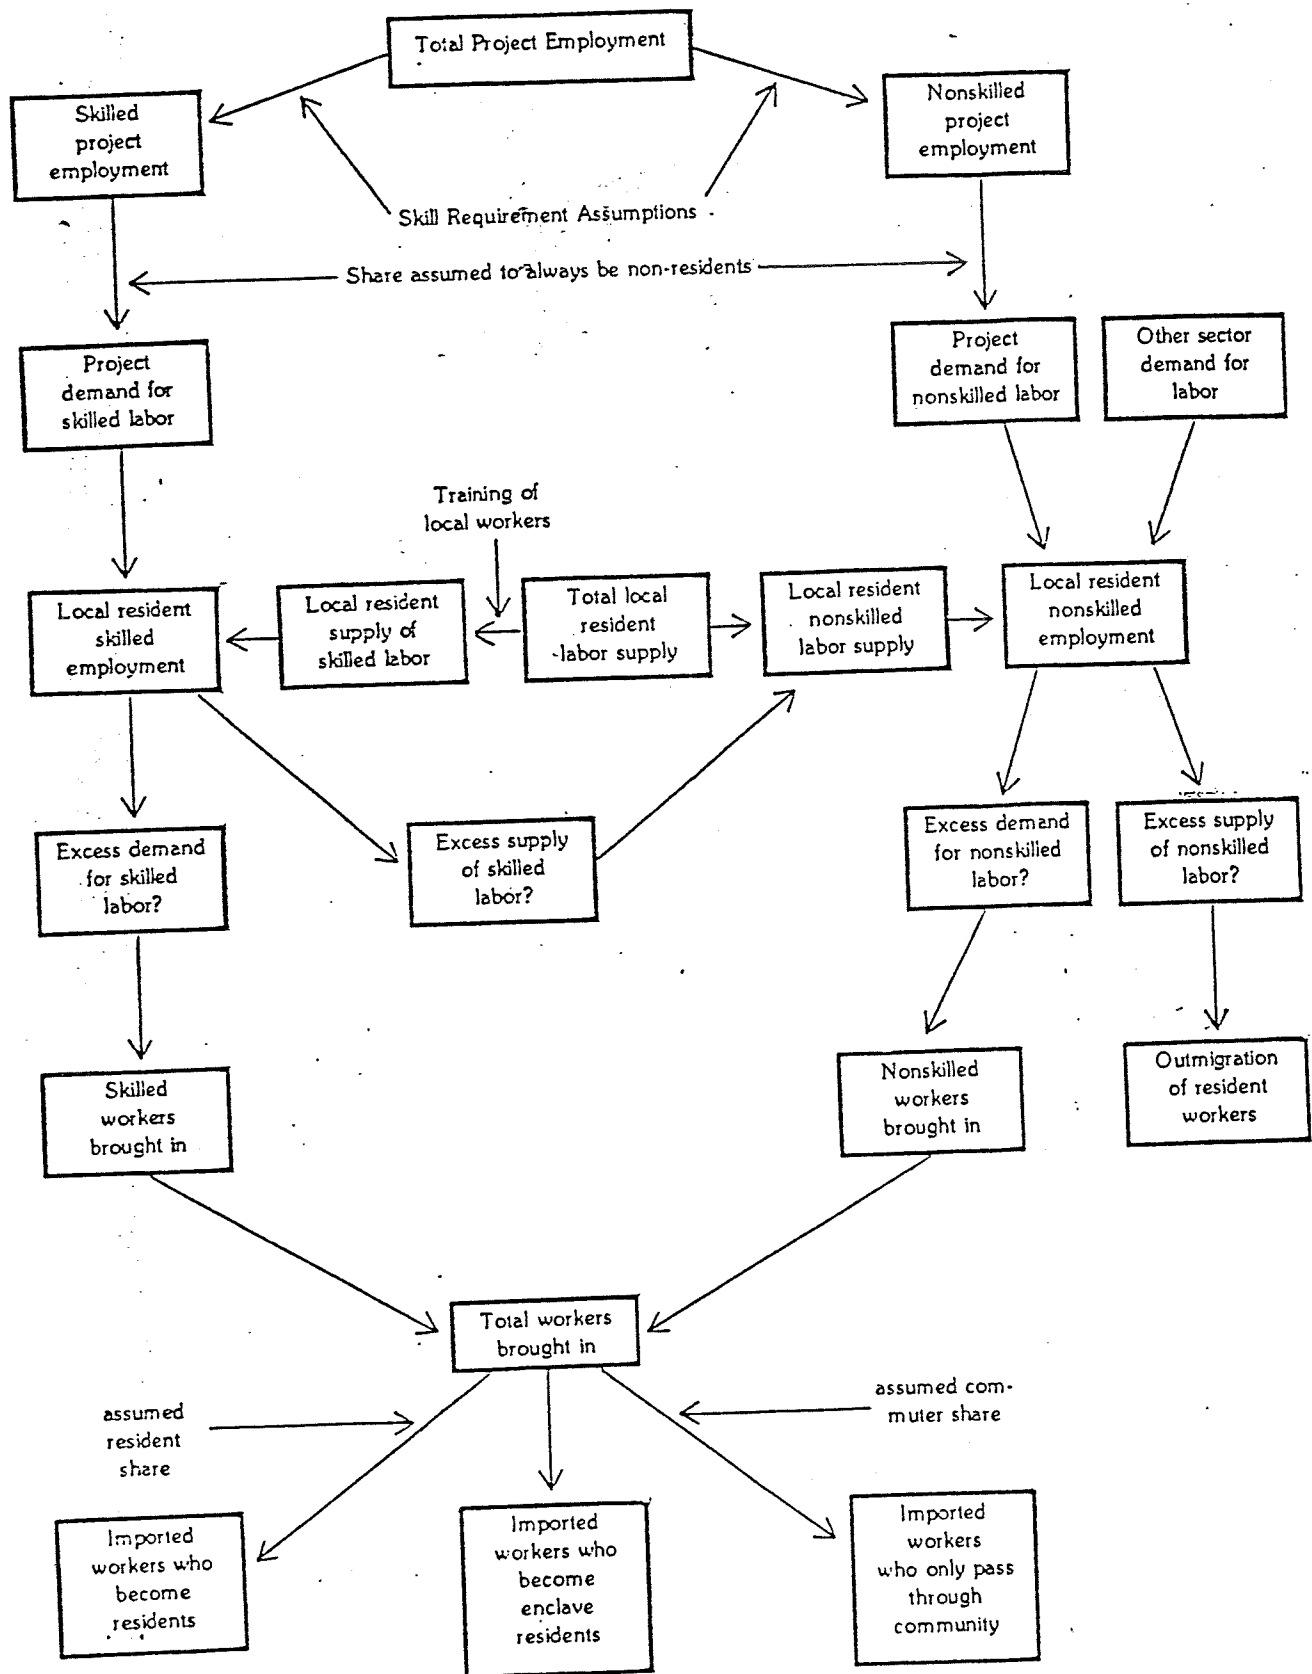 Total Project Employment
Skilled
project
employment
Nonskilled
project
employment
Skill Requirement Assumptions
Share assumed to always be non-residents
Project
demand for
skilled labor
Project
demand for
nonskilled labor
Other sector
demand for
labor
Training of
local workers
Local resident
skilled
employment
Local resident
supply of
skilled labor
Total local
resident
labor supply
Local resident
nonskilled
labor supply
Local resident
nonskilled
employment
Excess demand
for skilled
labor?
Excess supply
of skilled
labor?
Excess demand
for nonskilled
labor?
Excess supply
of nonskilled
labor?
Skilled
workers
brought in
Nonskilled
workers
brought in
Outmigration
of resident
workers
Total workers
brought in
assumed
resident
share
assumed com-
muter share
Imported
workers who
become
residents
Imported
workers who
become
enclave
residents
Imported
workers
who only pass
through
community